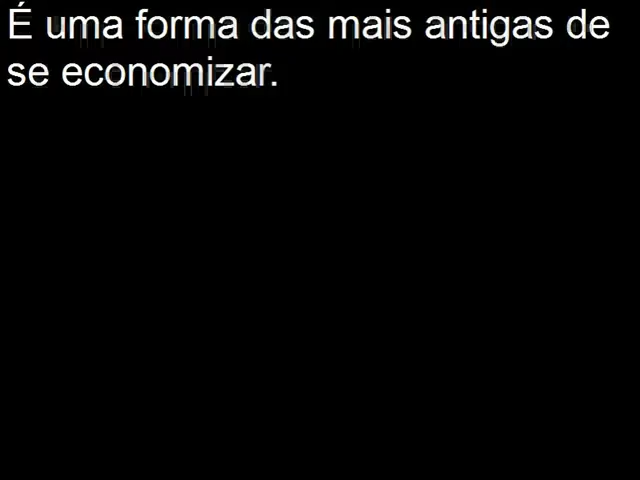 É uma forma das mais antigas de
se economizar.